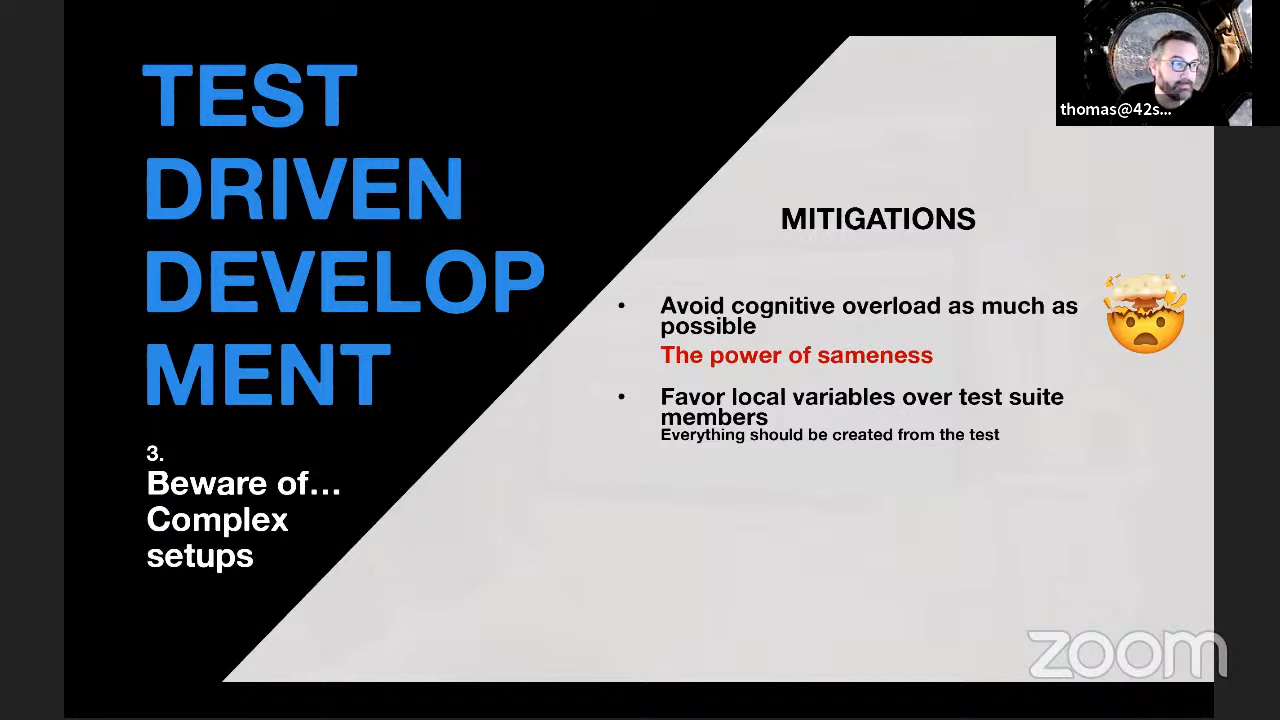 TEST
DRIVEN
DEVELOP
MENT
3.
Beware of...
Complex
setups
MITIGATIONS
• Avoid cognitive overload as much as
possible
The power of sameness
• Favor local variables over test suite
members
Everything should be created from the test
thomas@42s...
zoom